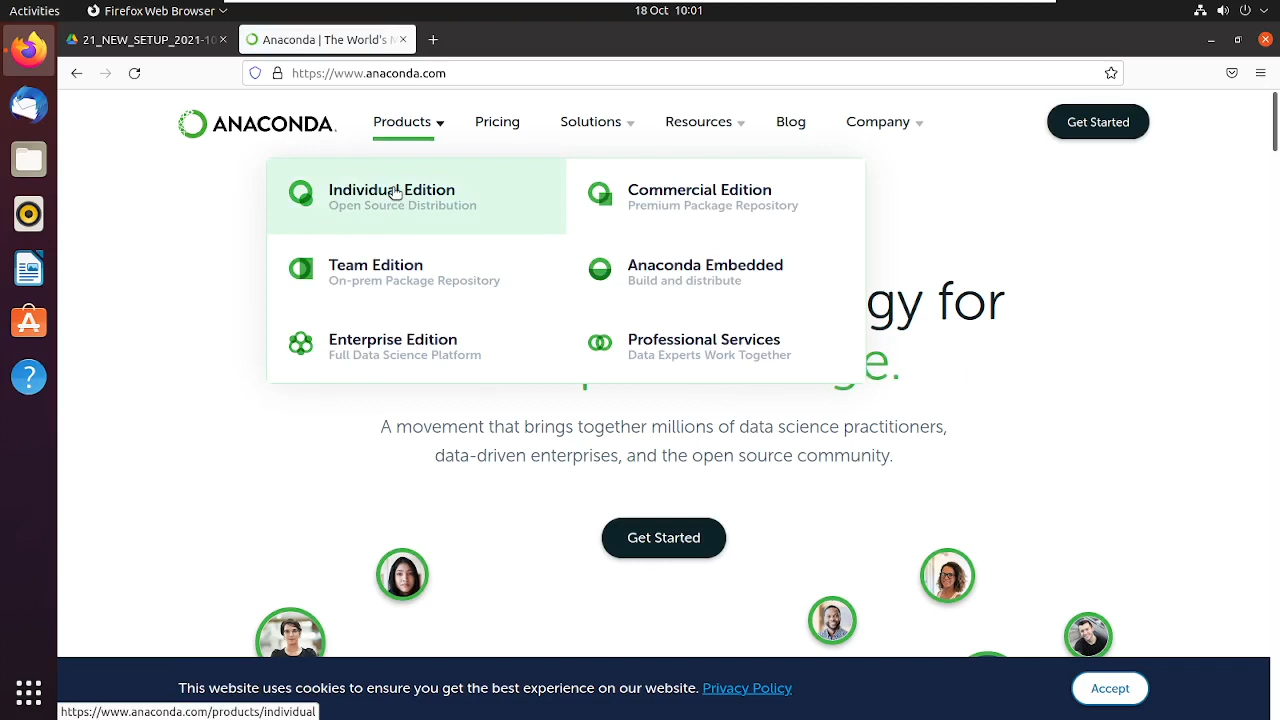 Activities
Firefox Web Browser
18 Oct 10:01
21_NEW_SETUP_2021-10
Anaconda | The World's
https://www.anaconda.com
ANACONDA.
Products
Pricing
Solutions
Resources
Blog
Company
Get Started
Individual Edition
Open Source Distribution
Commercial Edition
Premium Package Repository
Team Edition
On-prem Package Repository
Anaconda Embedded
Build and distribute
Enterprise Edition
Full Data Science Platform
Professional Services
Data Experts Work Together
gy for
e.
A movement that brings together millions of data science practitioners,
data-driven enterprises, and the open source community.
Get Started
This website uses cookies to ensure you get the best experience on our website. Privacy Policy
Accept
https://www.anaconda.com/products/individual